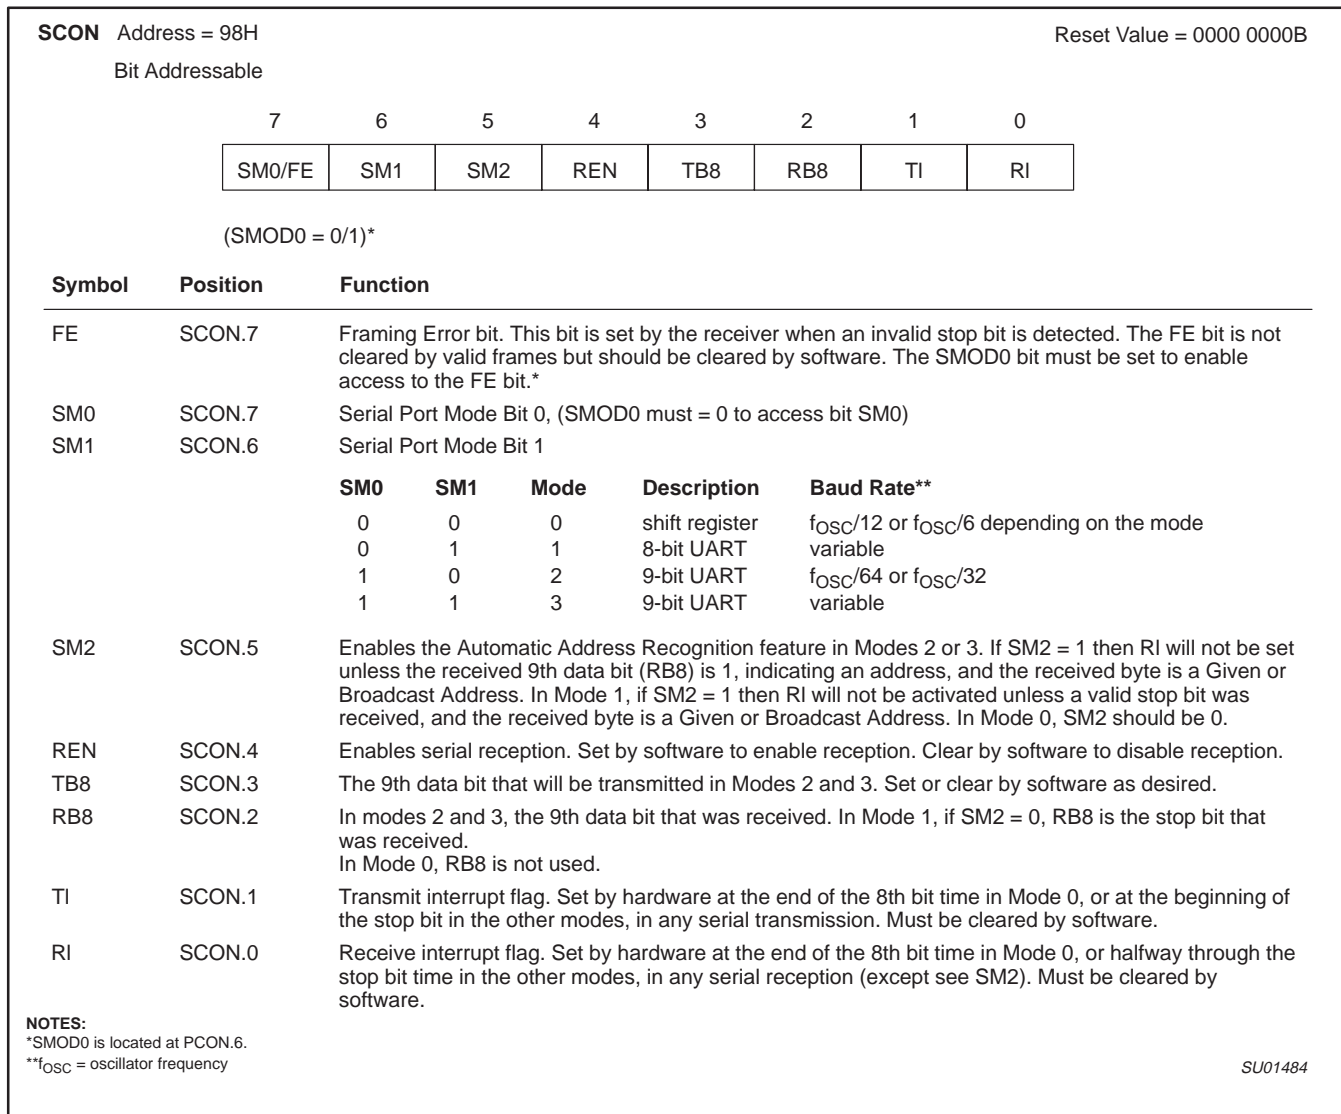 SCON Address = 98H Reset Value = 0000 0000B
Bit Addressable
7 6 5 4 3 2 1 0
SM0/FE SM1 SM2 REN TB8 RB8 TI RI
(SMOD0 = 0/1)*
Symbol Position Function
FE SCON.7 Framing Error bit. This bit is set by the receiver when an invalid stop bit is detected. The FE bit is not
cleared by valid frames but should be cleared by software. The SMOD0 bit must be set to enable
access to the FE bit.*
SM0 SCON.7 Serial Port Mode Bit 0, (SMOD0 must = 0 to access bit SM0)
SM1 SCON.6 Serial Port Mode Bit 1
SM0 SM1 Mode Description Baud Rate**
0 0 0 shift register fOSC/12 or fOSC/6 depending on the mode
0 1 1 8-bit UART variable
1 0 2 9-bit UART fOSC/64 or fOSC/32
1 1 3 9-bit UART variable
SM2 SCON.5 Enables the Automatic Address Recognition feature in Modes 2 or 3. If SM2 = 1 then RI will not be set
unless the received 9th data bit (RB8) is 1, indicating an address, and the received byte is a Given or
Broadcast Address. In Mode 1, if SM2 = 1 then RI will not be activated unless a valid stop bit was
received, and the received byte is a Given or Broadcast Address. In Mode 0, SM2 should be 0.
REN SCON.4 Enables serial reception. Set by software to enable reception. Clear by software to disable reception.
TB8 SCON.3 The 9th data bit that will be transmitted in Modes 2 and 3. Set or clear by software as desired.
RB8 SCON.2 In modes 2 and 3, the 9th data bit that was received. In Mode 1, if SM2 = 0, RB8 is the stop bit that
was received.
In Mode 0, RB8 is not used.
TI SCON.1 Transmit interrupt flag. Set by hardware at the end of the 8th bit time in Mode 0, or at the beginning of
the stop bit in the other modes, in any serial transmission. Must be cleared by software.
RI SCON.0 Receive interrupt flag. Set by hardware at the end of the 8th bit time in Mode 0, or halfway through the
stop bit time in the other modes, in any serial reception (except see SM2). Must be cleared by
software.
NOTES:
*SMOD0 is located at PCON.6.
**fOSC = oscillator frequency
SU01484